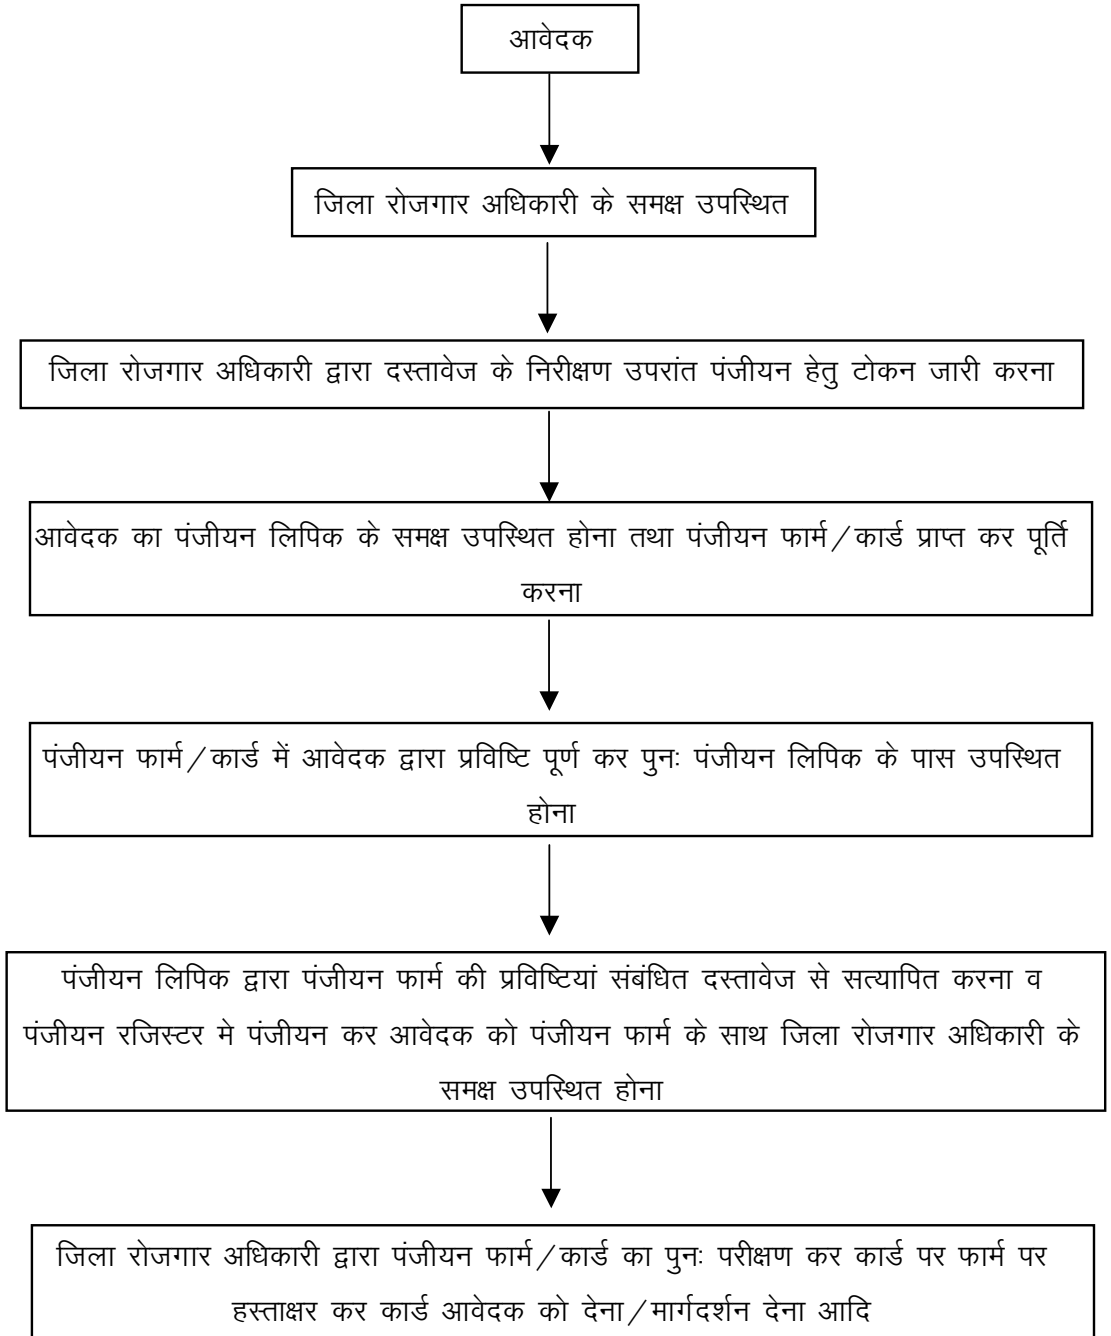 आवेदक
जिला रोजगार अधिकारी के समक्ष उपस्थित
जिला रोजगार अधिकारी द्वारा दस्तावेज के निरीक्षण उपरांत पंजीयन हेतु टोकन जारी करना
आवेदक का पंजीयन लिपिक के समक्ष उपस्थित होना तथा पंजीयन फार्म/कार्ड प्राप्त कर पूर्ति
करना
पंजीयन फार्म/कार्ड में आवेदक द्वारा प्रविष्टि पूर्ण कर पुनः पंजीयन लिपिक के पास उपस्थित
होना
पंजीयन लिपिक द्वारा पंजीयन फार्म की प्रविष्टियां संबंधित दस्तावेज से सत्यापित करना व
पंजीयन रजिस्टर मे पंजीयन कर आवेदक को पंजीयन फार्म के साथ जिला रोजगार अधिकारी के
समक्ष उपस्थित होना
जिला रोजगार अधिकारी द्वारा पंजीयन फार्म/कार्ड का पुनः परीक्षण कर कार्ड पर फार्म पर
हस्ताक्षर कर कार्ड आवेदक को देना/मार्गदर्शन देना आदि